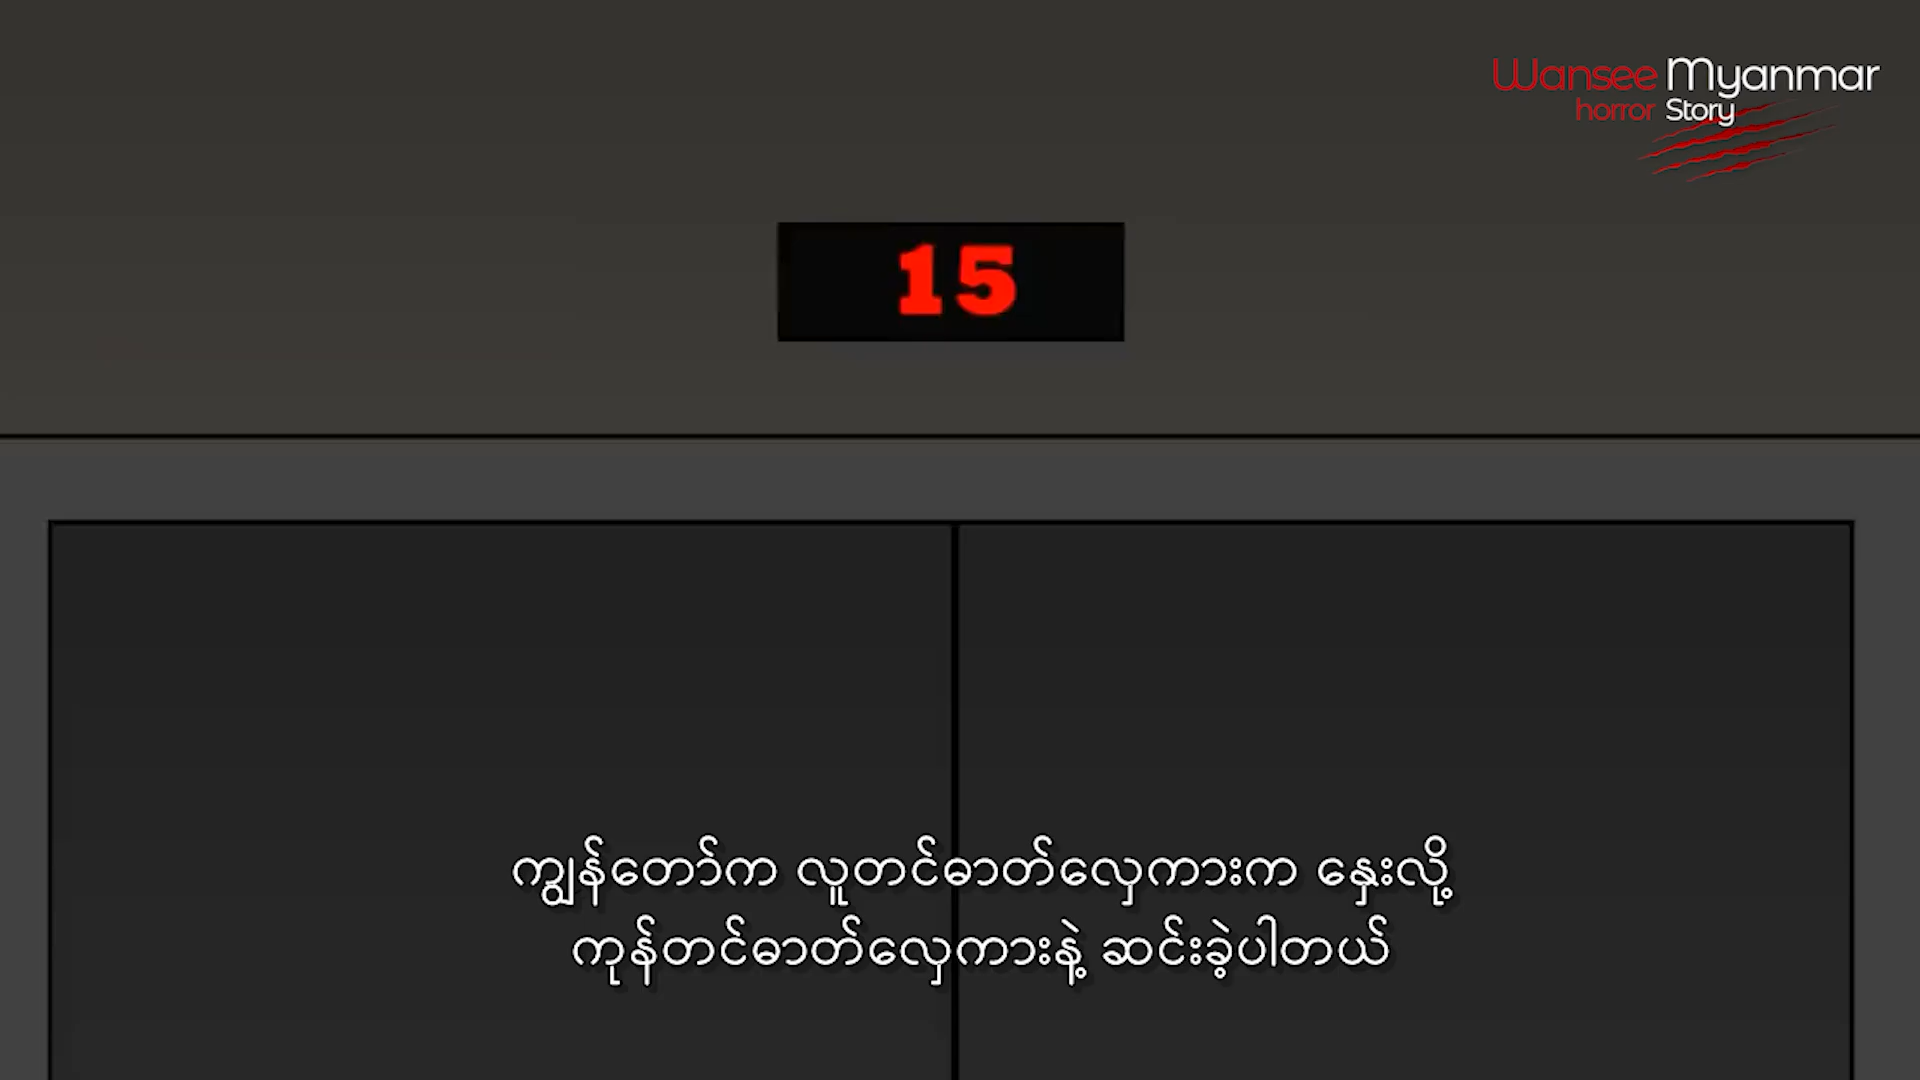 Wansee Myanmar
horror Story
15
ကျွန်တော်က လူတင်ဓာတ်လှေကားက နှေးလို့
ကုန်တင်ဓာတ်လှေကားနဲ့ ဆင်းခဲ့ပါတယ်